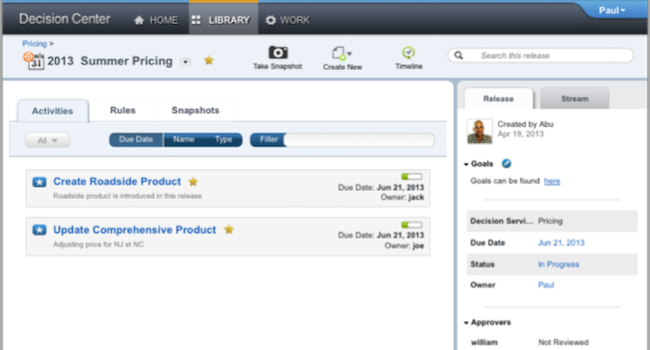 Decision Center HOME LIBRARY WORK Paul
Pricing >
31 2013 Summer Pricing
Take Snapshot Create New Timeline
Search this release
Activities Rules Snapshots
All Due Date Name Type Filter
Create Roadside Product
Roadside product is introduced in this release
Due Date: Jun 21, 2013
Owner: jack
Update Comprehensive Product
Adjusting price for NJ et NC
Due Date: Jun 21, 2013
Owner: joe
Release Stream
Created by Abu
Apr 19, 2013
Goals
Goals can be found here
Decision Servi... Pricing
Due Date Jun 21, 2013
Status In Progress
Owner Paul
Approvers
william Not Reviewed